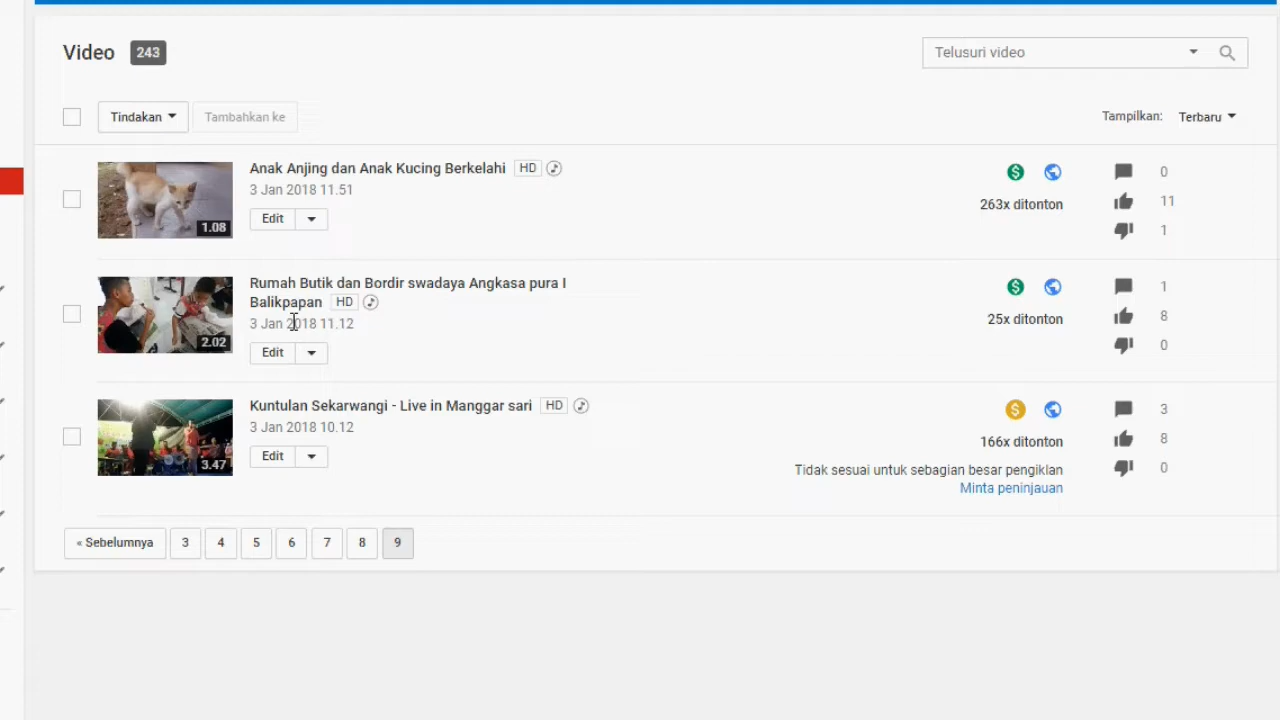 Video 243
Telusuri video
Tindakan
Tambahkan ke
Tampilkan: Terbaru
Anak Anjing dan Anak Kucing Berkelahi HD
3 Jan 2018 11.51
Edit
1.08
263x ditonton
0
11
1
Rumah Butik dan Bordir swadaya Angkasa pura I
Balikpapan HD
3 Jan 2018 11.12
Edit
2.02
25x ditonton
1
8
0
Kuntulan Sekarwangi - Live in Manggar sari HD
3 Jan 2018 10.12
Edit
3.47
166x ditonton
Tidak sesuai untuk sebagian besar pengiklan
Minta peninjauan
3
8
0
« Sebelumnya 3 4 5 6 7 8 9